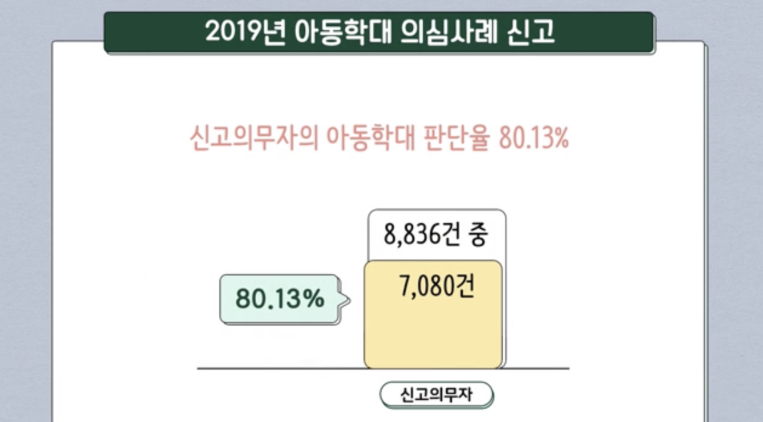 2019년 아동학대 의심사례 신고
신고의무자의 아동학대 판단율 80.13%
8,836건 중
7,080건
80.13%
신고의무자